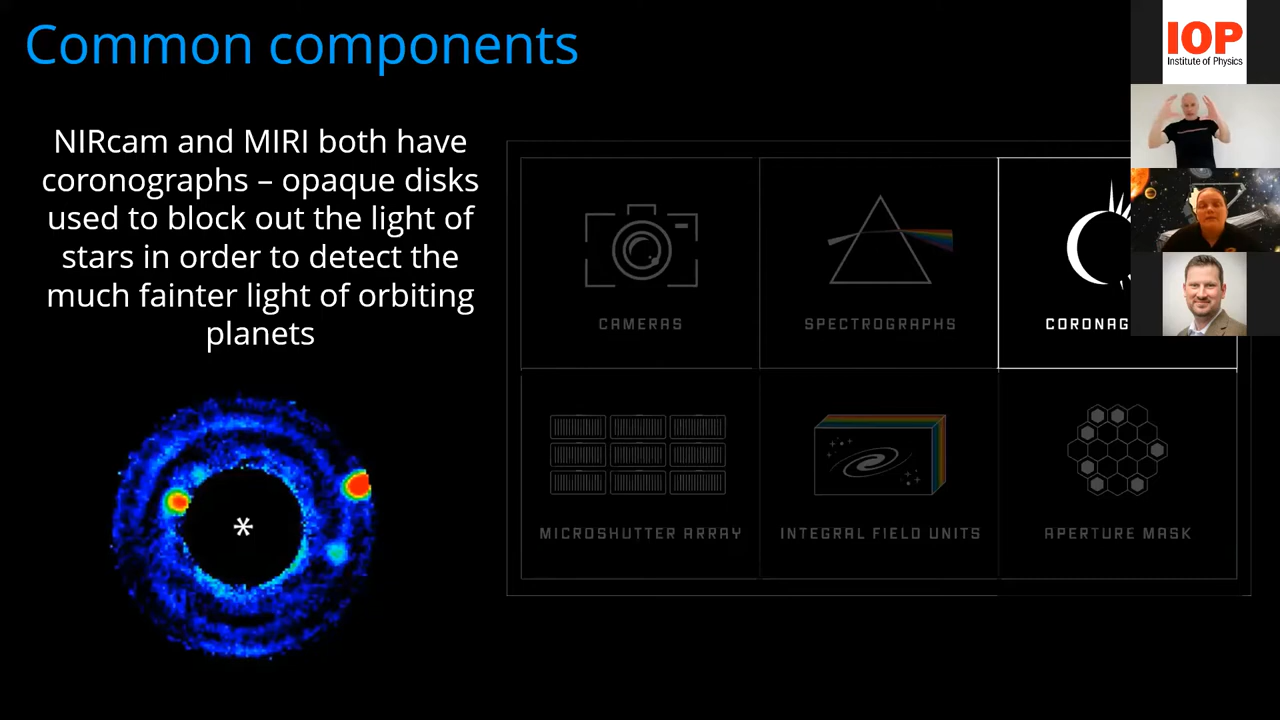 Common components
IOP
Institute of Physics
NIRcam and MIRI both have
coronographs – opaque disks
used to block out the light of
stars in order to detect the
much fainter light of orbiting
planets
CAMERAS
SPECTROGRAPHS
CORONAG
MICROSHUTTER ARRAY
INTEGRAL FIELD UNITS
APERTURE MASK
*